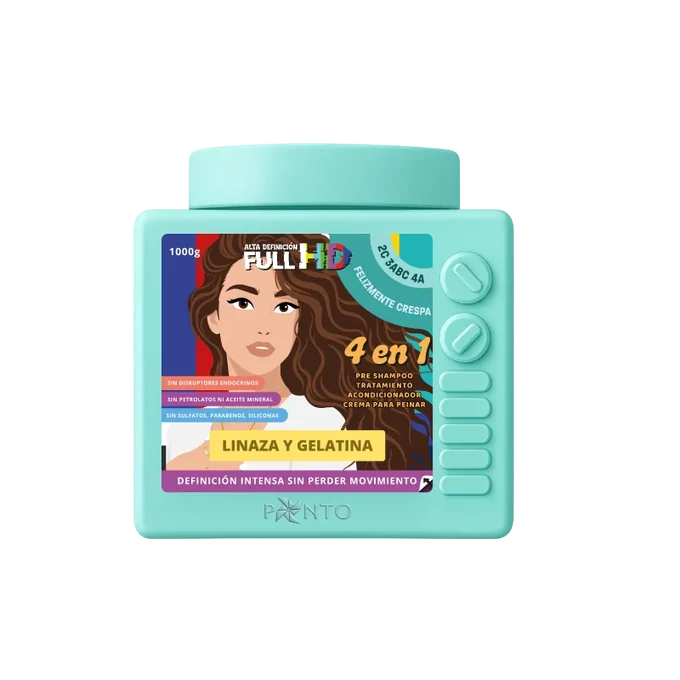 1000g
ALTA DEFINICIÓN
FULL HD
2C 3ABC 4A
FELIZMENTE CRESPA
4 en 1
PRE SHAMPOO
TRATAMIENTO
ACONDICIONADOR
CREMA PARA PEINAR
SIN DISRUPTORES ENDOCRINOS
SIN PETROLATOS NI ACEITE MINERAL
SIN SULFATOS, PARABENOS, SILICONAS
LINAZA Y GELATINA
DEFINICIÓN INTENSA SIN PERDER MOVIMIENTO